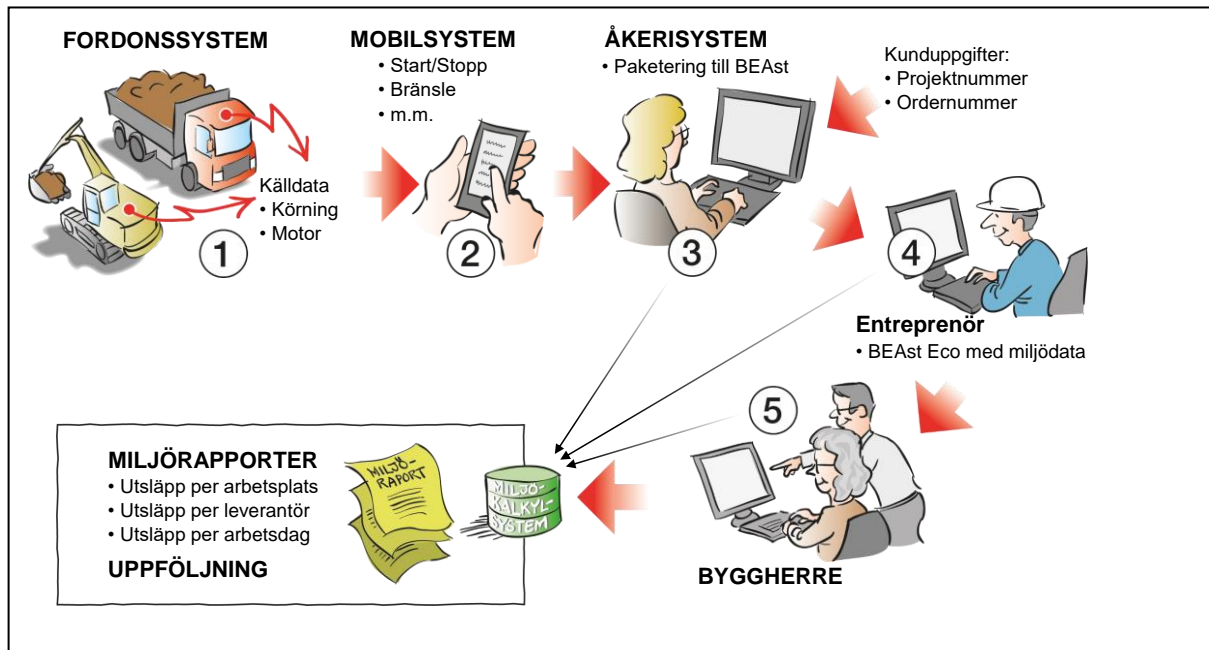 FORDONSSYSTEM
Källdata
• Körning
• Motor
1
MOBILSYSTEM
• Start/Stopp
• Bränsle
• m.m.
2
ÅKERISYSTEM
• Paketering till BEAst
3
Kunduppgifter:
• Projektnummer
• Ordernummer
4
Entreprenör
• BEAst Eco med miljödata
5
BYGGHERRE
MILJÖ-
KALKYL-
SYSTEM
MILJÖ-
RAPORT
MILJÖRAPPORTER
• Utsläpp per arbetsplats
• Utsläpp per leverantör
• Utsläpp per arbetsdag
UPPFÖLJNING